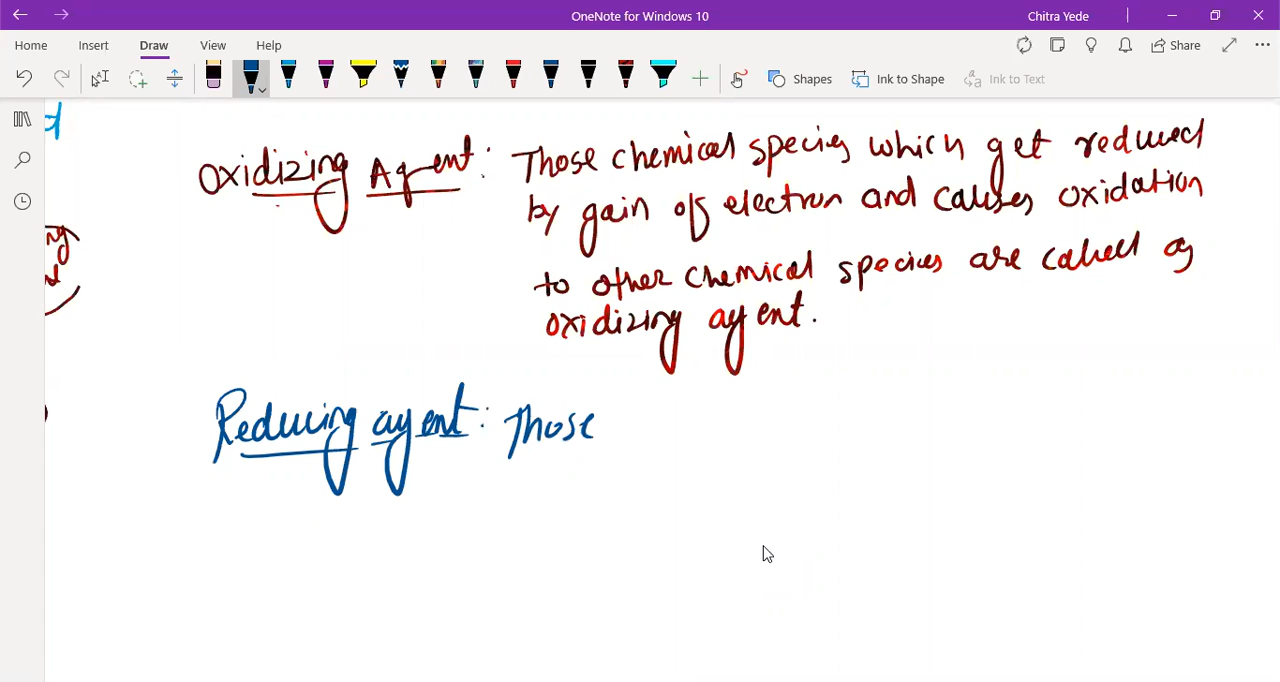 OneNote for Windows 10
Chitra Yede
Home Insert Draw View Help
Share
Shapes Ink to Shape Ink to Text
d
Oxidizing Agent: Those chemical species which get reduced
by gain of electron and causes oxidation
to other chemical species are called as
oxidizing agent.
Reducing agent: Those